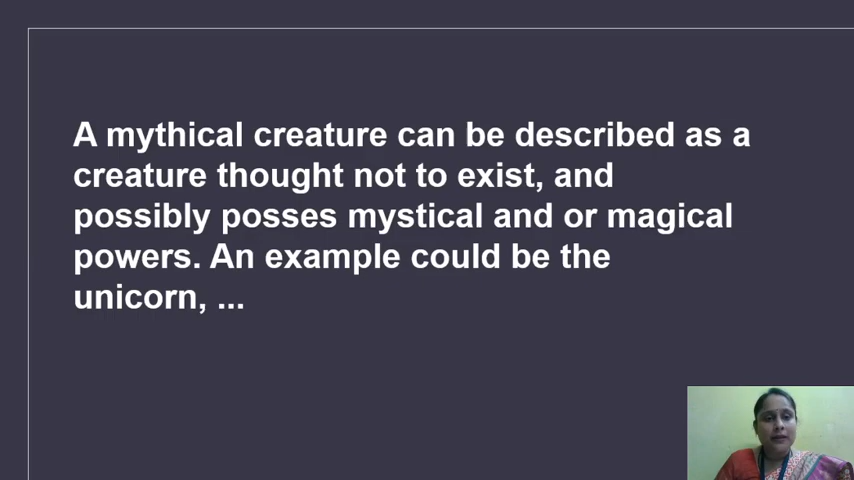 A mythical creature can be described as a
creature thought not to exist, and
possibly posses mystical and or magical
powers. An example could be the
unicorn, ...